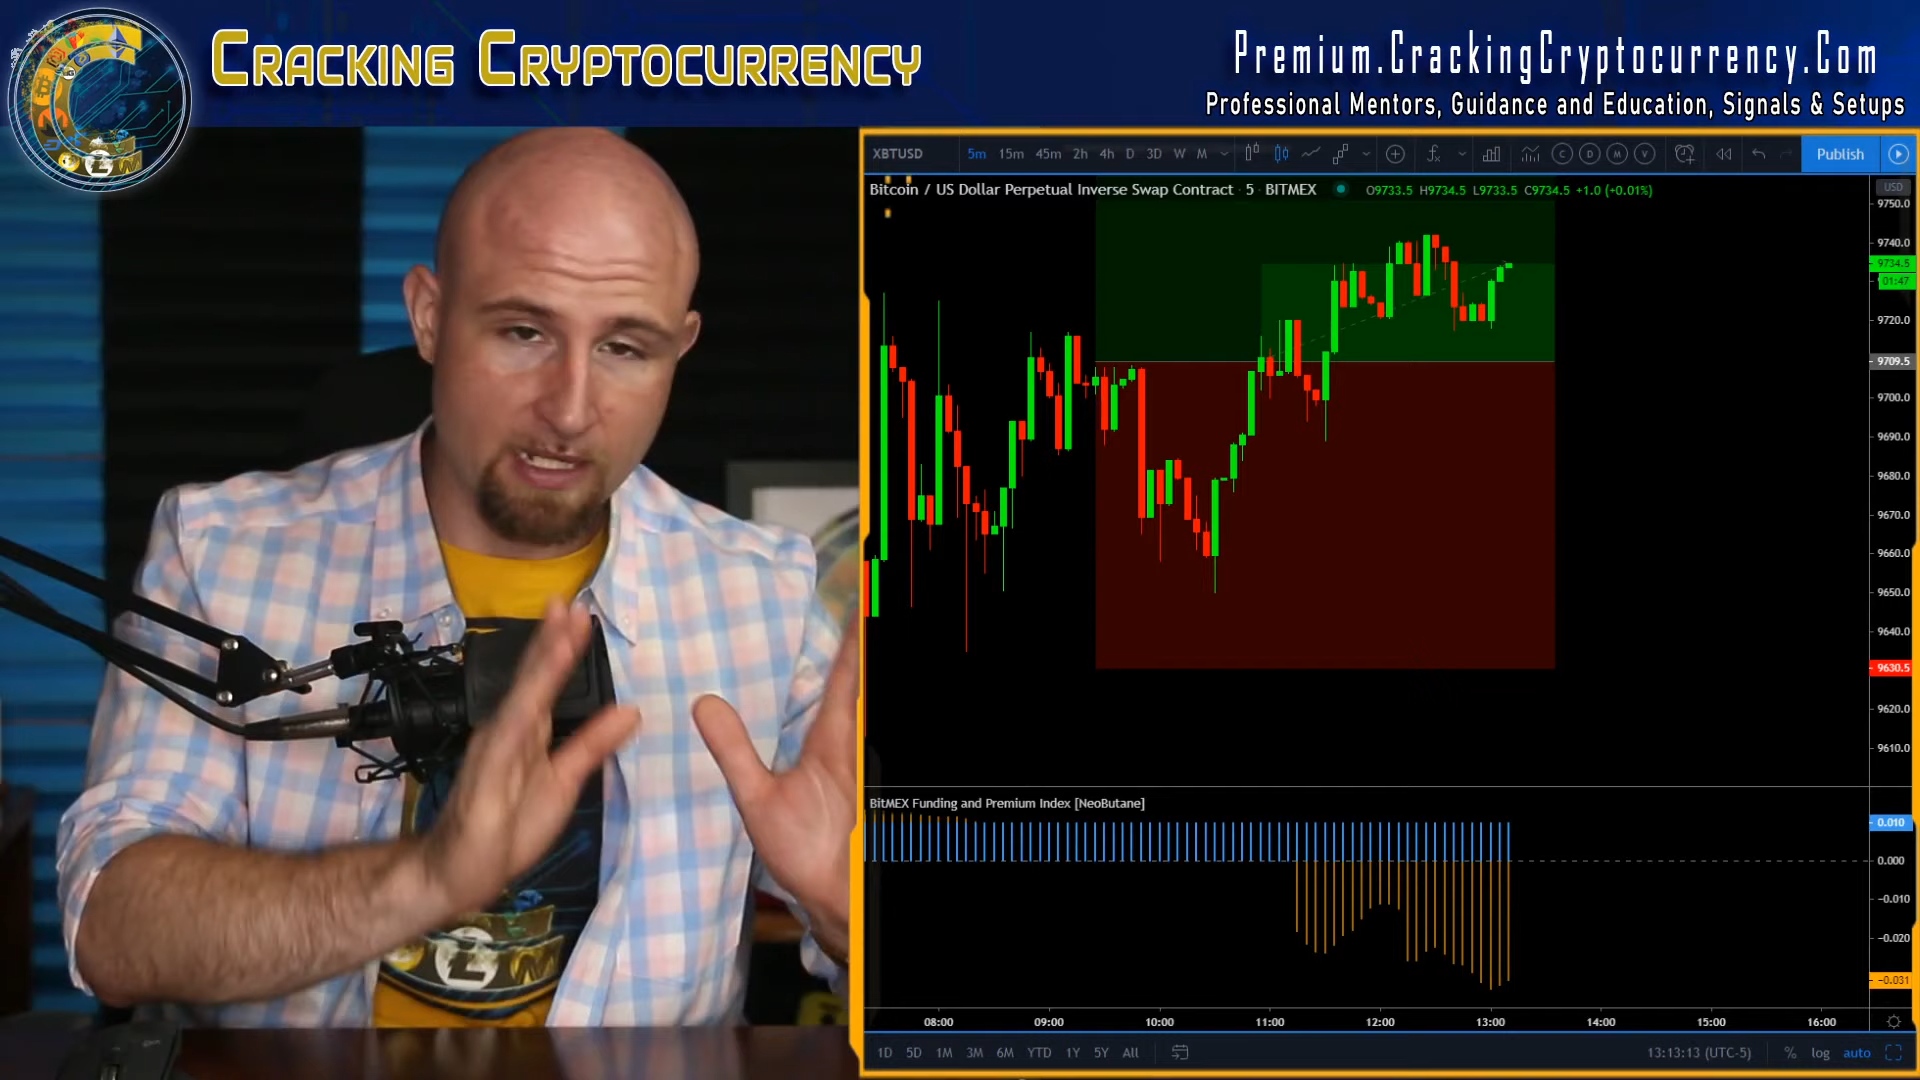 Cracking Cryptocurrency
Premium.CrackingCryptocurrency.Com
Professional Mentors, Guidance and Education, Signals & Setups
XBTUSD 5m 15m 45m 2h 4h D 3D W M C D M V Publish
Bitcoin / US Dollar Perpetual Inverse Swap Contract · 5 · BITMEX O9733.5 H9734.5 L9733.5 C9734.5 +1.0 (+0.01%)
USD
9750.0
9740.0
9734.5
01:47
9720.0
9709.5
9700.0
9690.0
9680.0
9670.0
9660.0
9650.0
9640.0
9630.5
9620.0
9610.0
BitMEX Funding and Premium Index [NeoButane]
0.010
0.000
-0.010
-0.020
-0.031
08:00 09:00 10:00 11:00 12:00 13:00 14:00 15:00 16:00
1D 5D 1M 3M 6M YTD 1Y 5Y All 13:13:13 (UTC-5) % log auto